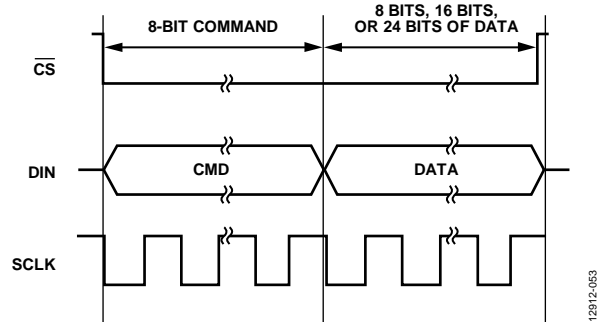 8-BIT COMMAND
8 BITS, 16 BITS,
OR 24 BITS OF DATA
CS
DIN
CMD
DATA
SCLK
12912-053